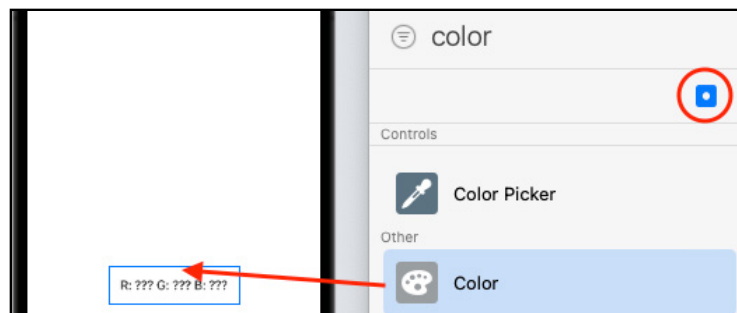 color
Controls
Color Picker
Other
Color
R: ??? G: ??? B: ???